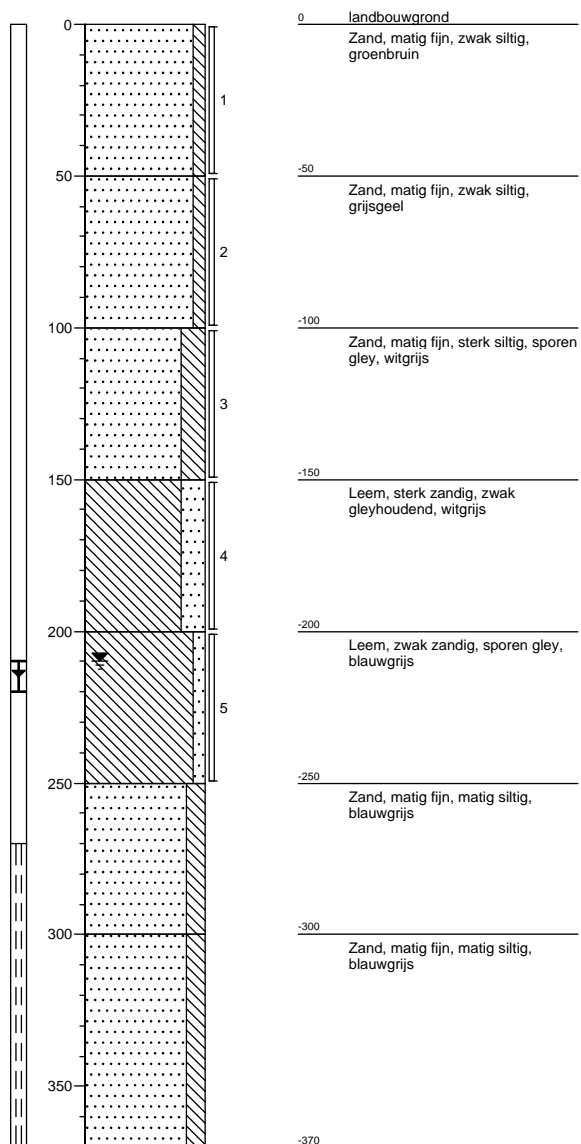 0
50
100
150
200
250
300
350
1
2
3
4
5
0 landbouwgrond
Zand, matig fijn, zwak siltig,
groenbruin
-50
Zand, matig fijn, zwak siltig,
grijsgeel
-100
Zand, matig fijn, sterk siltig, sporen
gley, witgrijs
-150
Leem, sterk zandig, zwak
gleyhoudend, witgrijs
-200
Leem, zwak zandig, sporen gley,
blauwgrijs
-250
Zand, matig fijn, matig siltig,
blauwgrijs
-300
Zand, matig fijn, matig siltig,
blauwgrijs
-370